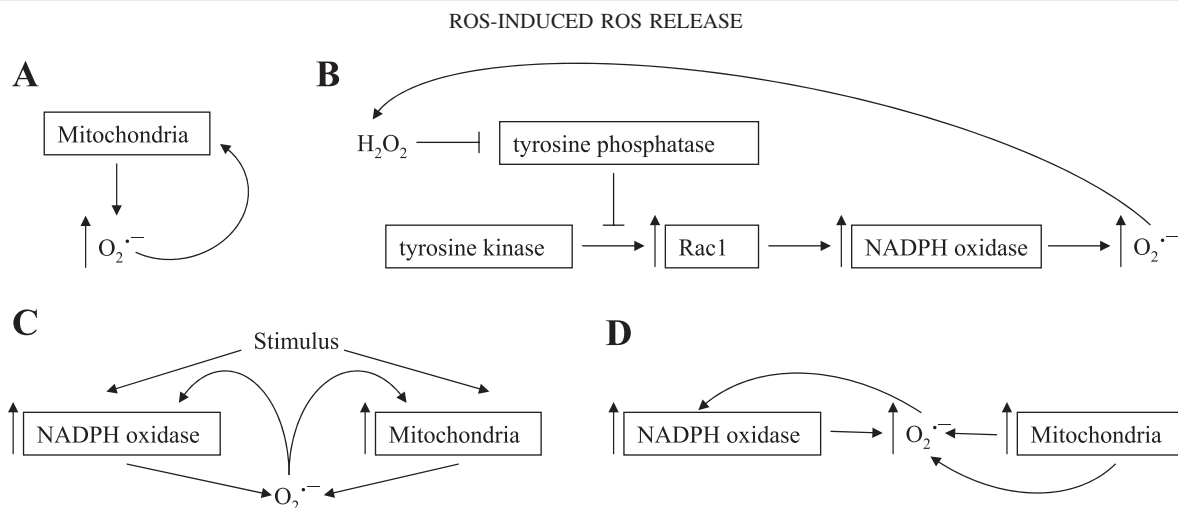 ROS-INDUCED ROS RELEASE
A
Mitochondria
O₂•−
B
H₂O₂
tyrosine phosphatase
tyrosine kinase
Rac1
NADPH oxidase
O₂•−
C
Stimulus
NADPH oxidase
Mitochondria
O₂•−
D
NADPH oxidase
O₂•−
Mitochondria